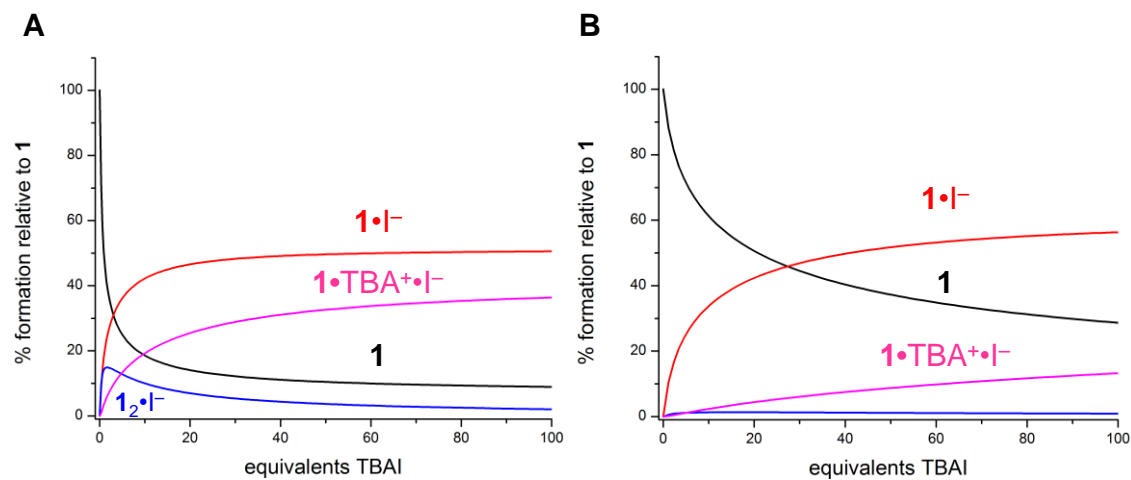 A
% formation relative to 1
100
80
60
40
20
0
1•I⁻
1•TBA⁺•I⁻
1
1₂•I⁻
0 20 40 60 80 100
equivalents TBAI
B
% formation relative to 1
100
80
60
40
20
0
1•I⁻
1
1•TBA⁺•I⁻
0 20 40 60 80 100
equivalents TBAI